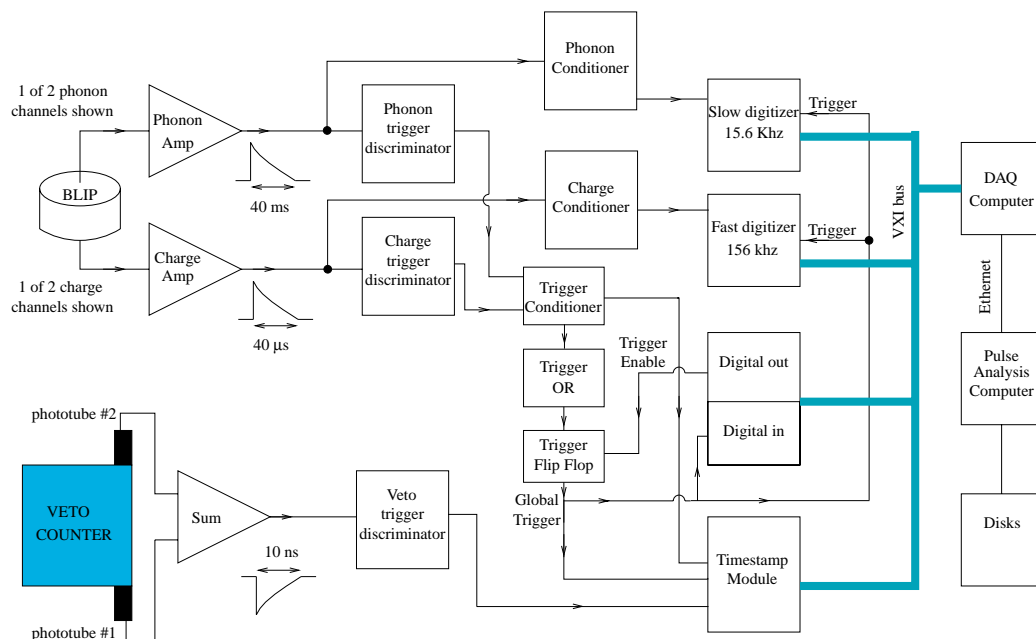 1 of 2 phonon
channels shown
Phonon
Amp
40 ms
Phonon
trigger
discriminator
Phonon
Conditioner
Slow digitizer
15.6 Khz
Trigger
BLIP
Charge
Amp
1 of 2 charge
channels shown
40 μs
Charge
trigger
discriminator
Charge
Conditioner
Fast digitizer
156 khz
Trigger
VXI bus
DAQ
Computer
Ethernet
Pulse
Analysis
Computer
Disks
Trigger
Conditioner
Trigger
OR
Trigger
Flip Flop
Trigger
Enable
Digital out
Digital in
Global
Trigger
Timestamp
Module
phototube #2
VETO
COUNTER
phototube #1
Sum
10 ns
Veto
trigger
discriminator